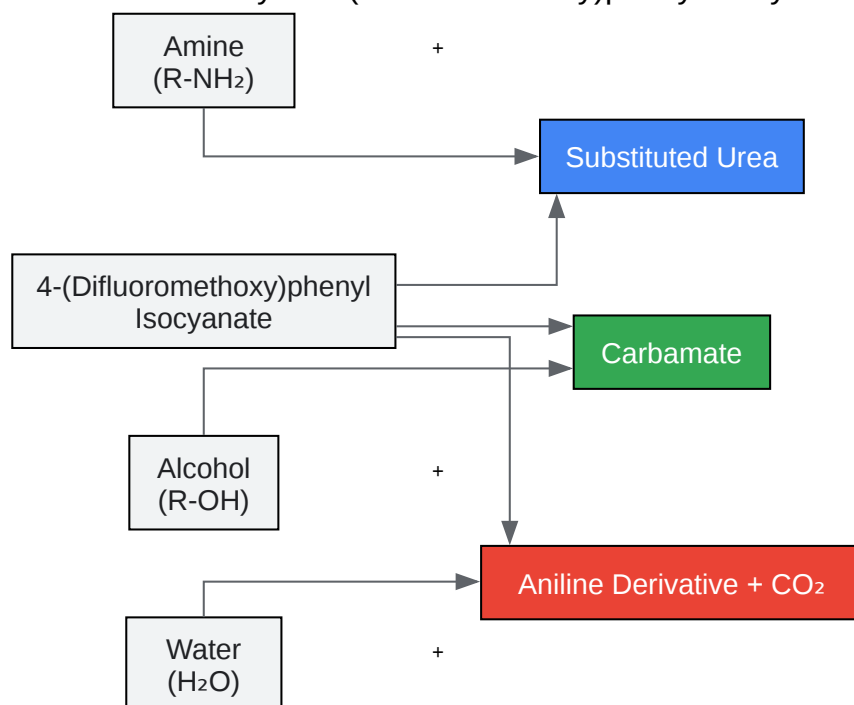 Amine
(R-NH₂)
+
Substituted Urea
4-(Difluoromethoxy)phenyl
Isocyanate
Carbamate
Alcohol
(R-OH)
+
Aniline Derivative + CO₂
Water
(H₂O)
+